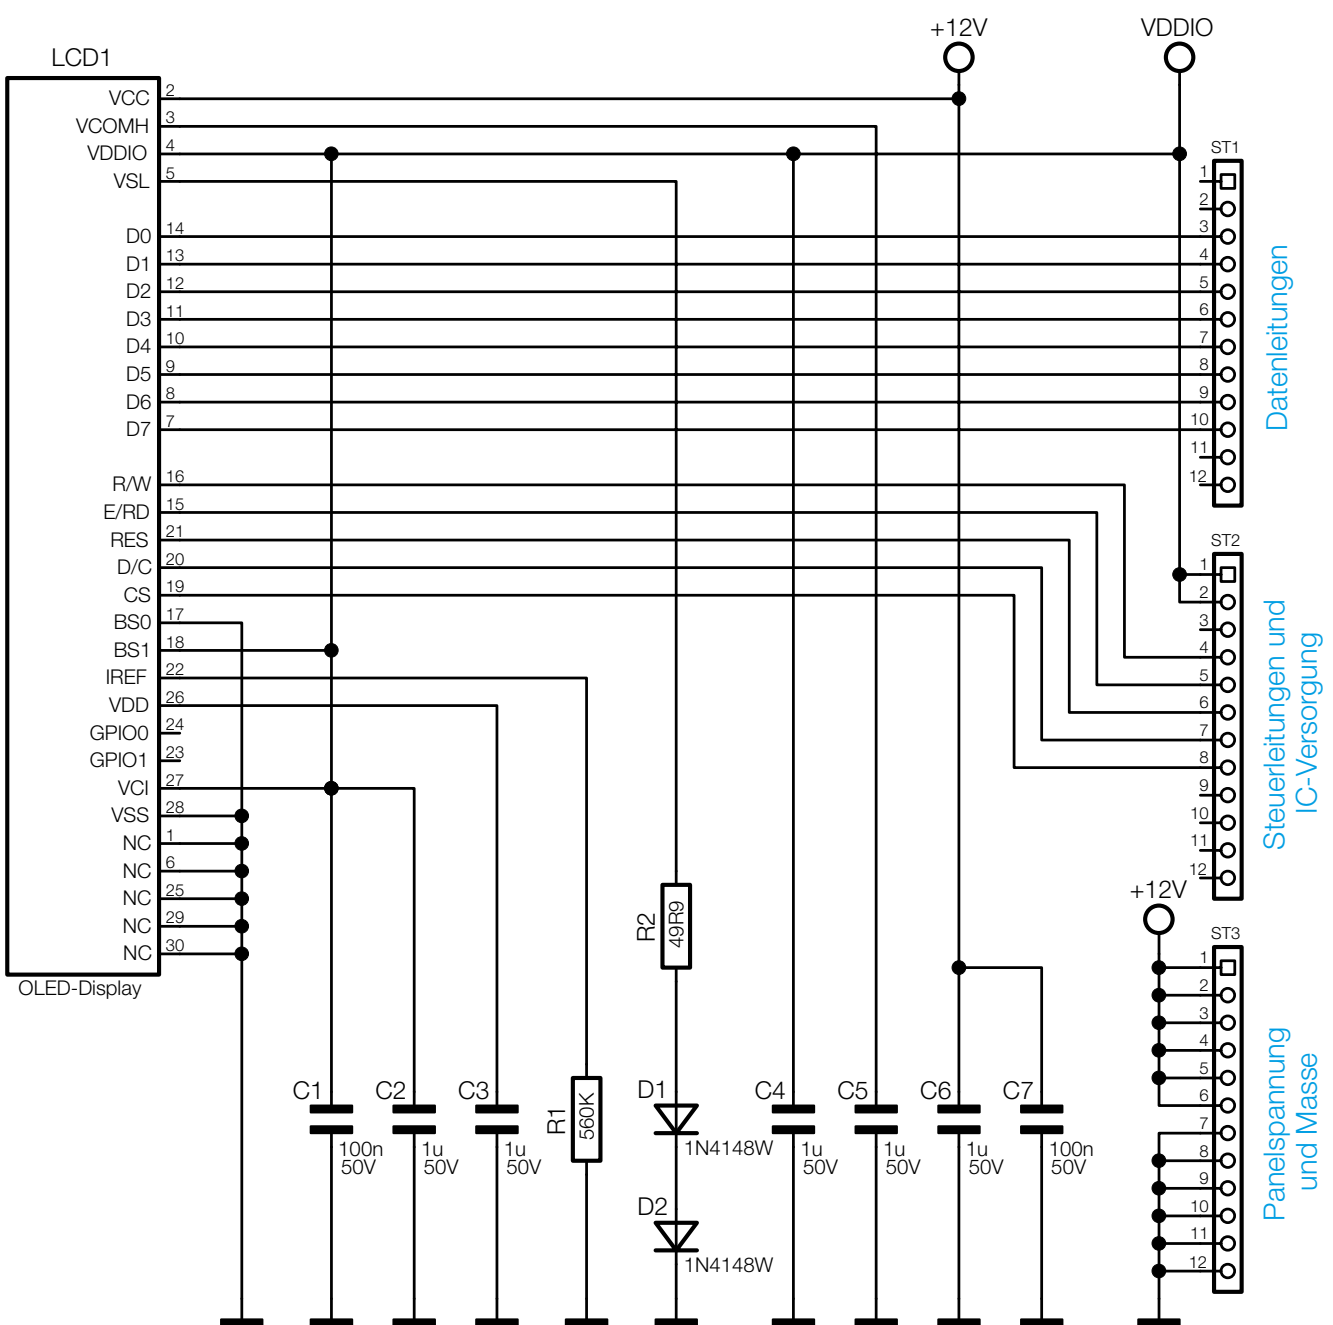 +12V
VDDIO
LCD1
VCC 2
VCOMH 3
VDDIO 4
VSL 5
D0 14
D1 13
D2 12
D3 11
D4 10
D5 9
D6 8
D7 7
R/W 16
E/RD 15
RES 21
D/C 20
CS 19
BS0 17
BS1 18
IREF 22
VDD 26
GPIO0 24
GPIO1 23
VCI 27
VSS 28
NC 1
NC 6
NC 25
NC 29
NC 30
OLED-Display
ST1
1
2
3
4
5
6
7
8
9
10
11
12
Datenleitungen
ST2
1
2
3
4
5
6
7
8
9
10
11
12
Steuerleitungen und
IC-Versorgung
+12V
ST3
1
2
3
4
5
6
7
8
9
10
11
12
Panelspannung
und Masse
C1
100n
50V
C2
1u
50V
C3
1u
50V
R1
560K
R2
49R9
D1
1N4148W
D2
1N4148W
C4
1u
50V
C5
1u
50V
C6
1u
50V
C7
100n
50V